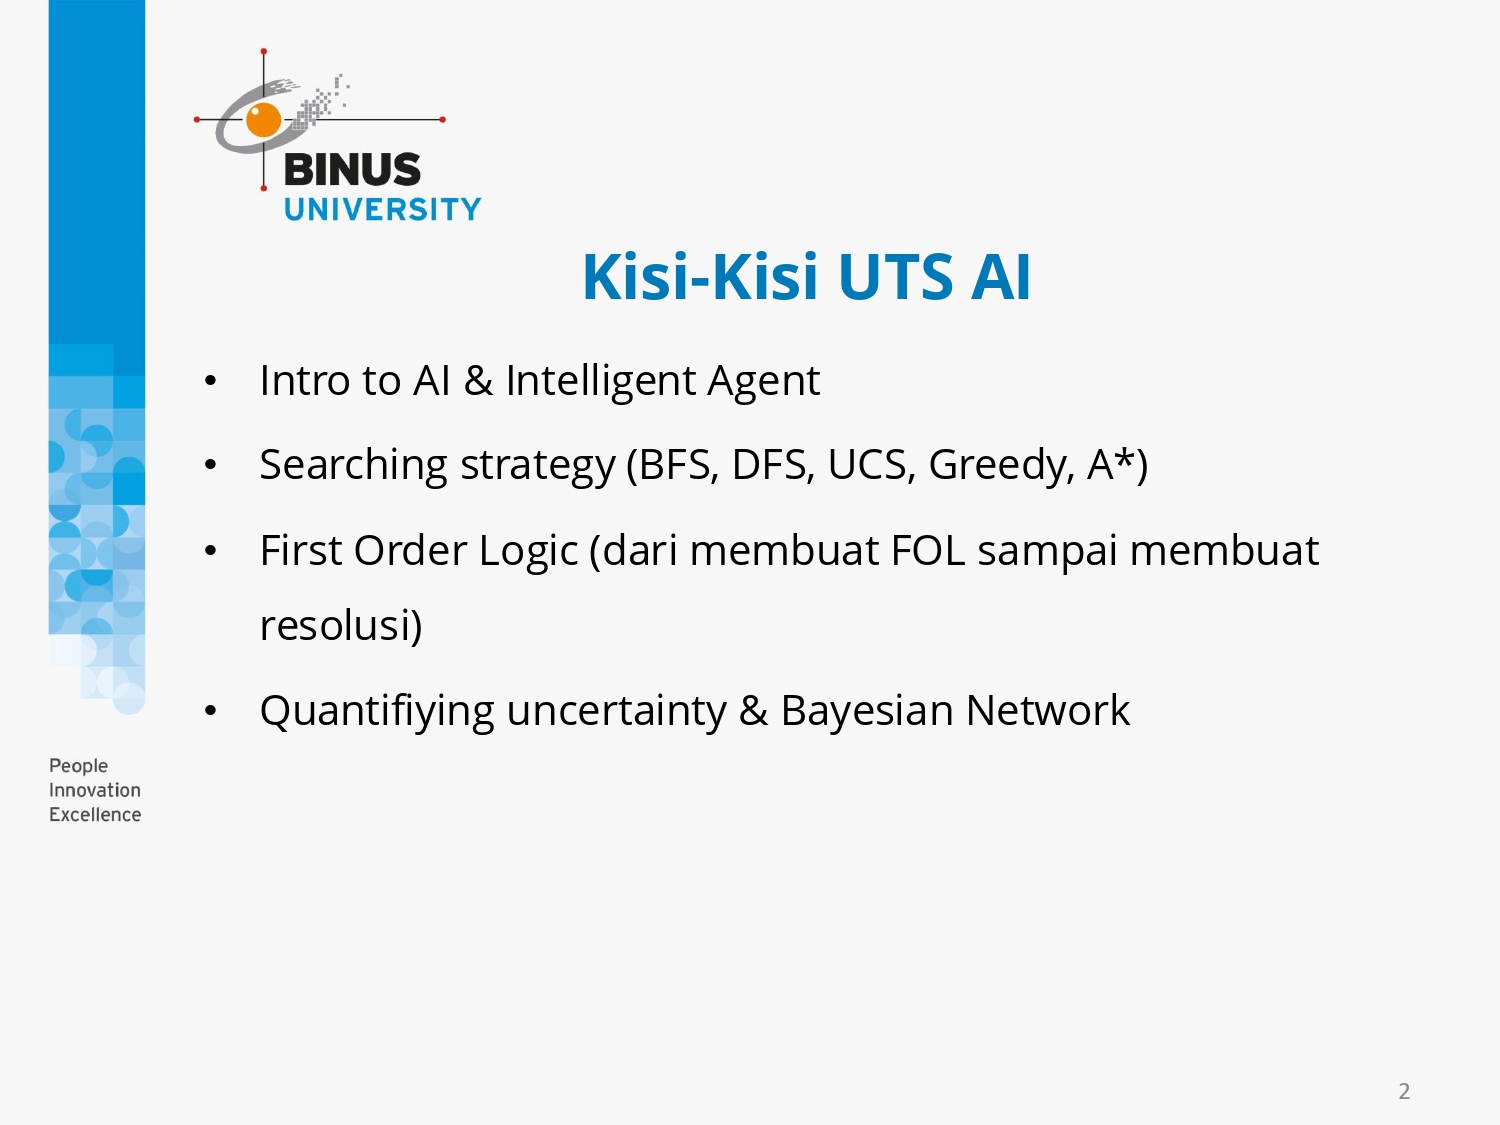 BINUS
UNIVERSITY
Kisi-Kisi UTS AI
• Intro to AI & Intelligent Agent
• Searching strategy (BFS, DFS, UCS, Greedy, A*)
• First Order Logic (dari membuat FOL sampai membuat
resolusi)
• Quantifiying uncertainty & Bayesian Network
People
Innovation
Excellence
2